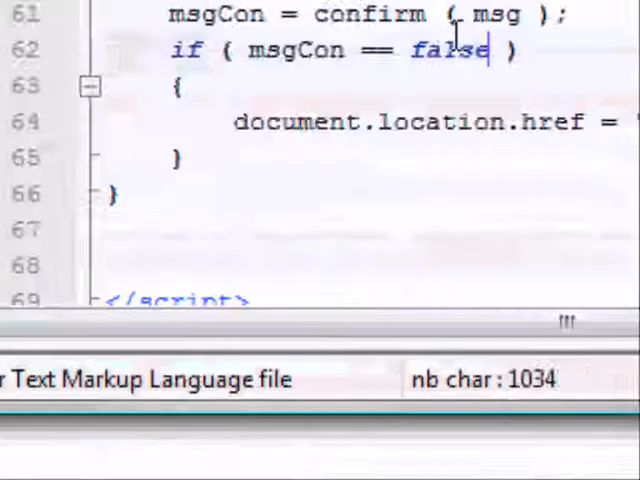 61 msgCon = confirm ( msg );
62 if ( msgCon == false )
63 {
64 document.location.href =
65 }
66 }
67
68
69 </script>
r Text Markup Language file nb char : 1034